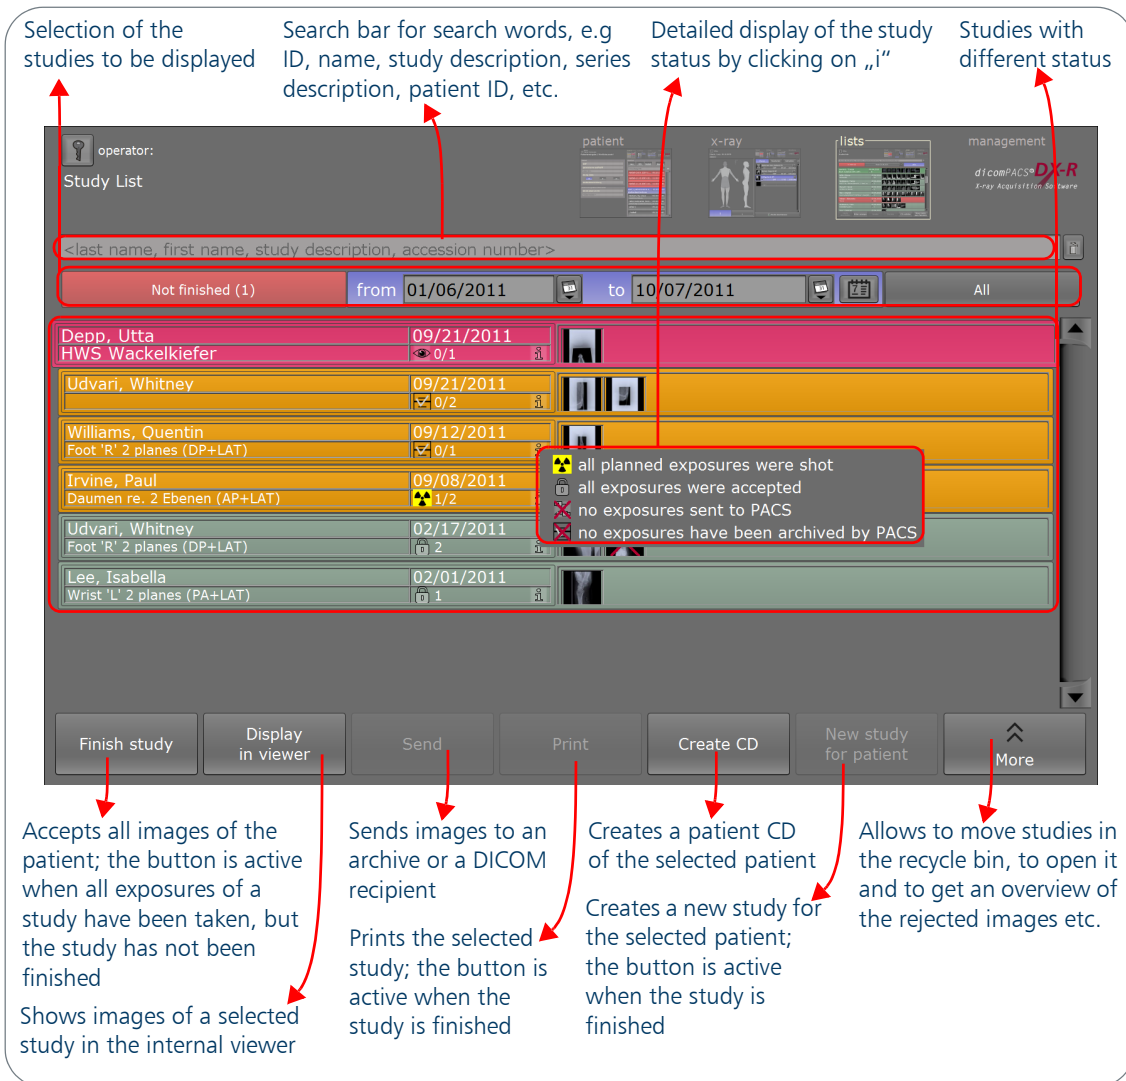 Selection of the
studies to be displayed
Search bar for search words, e.g
ID, name, study description, series
description, patient ID, etc.
Detailed display of the study
status by clicking on „i“
Studies with
different status
operator:
Study List
patient
x-ray
lists
management
dicomPACS® DX-R
X-ray Acquisition Software
<last name, first name, study description, accession number>
Not finished (1)
from 01/06/2011
to 10/07/2011
7
All
Depp, Utta
09/21/2011
HWS Wackelkiefer
0/1
i
Udvari, Whitney
09/21/2011
0/2
i
Williams, Quentin
09/12/2011
Foot 'R' 2 planes (DP+LAT)
0/1
Irvine, Paul
09/08/2011
Daumen re. 2 Ebenen (AP+LAT)
1/2
all planned exposures were shot
all exposures were accepted
no exposures sent to PACS
no exposures have been archived by PACS
Udvari, Whitney
02/17/2011
Foot 'R' 2 planes (DP+LAT)
2
i
Lee, Isabella
02/01/2011
Wrist 'L' 2 planes (PA+LAT)
1
i
Finish study
Display
in viewer
Send
Print
Create CD
New study
for patient
More
Accepts all images of the
patient; the button is active
when all exposures of a
study have been taken, but
the study has not been
finished
Shows images of a selected
study in the internal viewer
Sends images to an
archive or a DICOM
recipient
Prints the selected
study; the button is
active when the
study is finished
Creates a patient CD
of the selected patient
Creates a new study for
the selected patient;
the button is active
when the study is
finished
Allows to move studies in
the recycle bin, to open it
and to get an overview of
the rejected images etc.